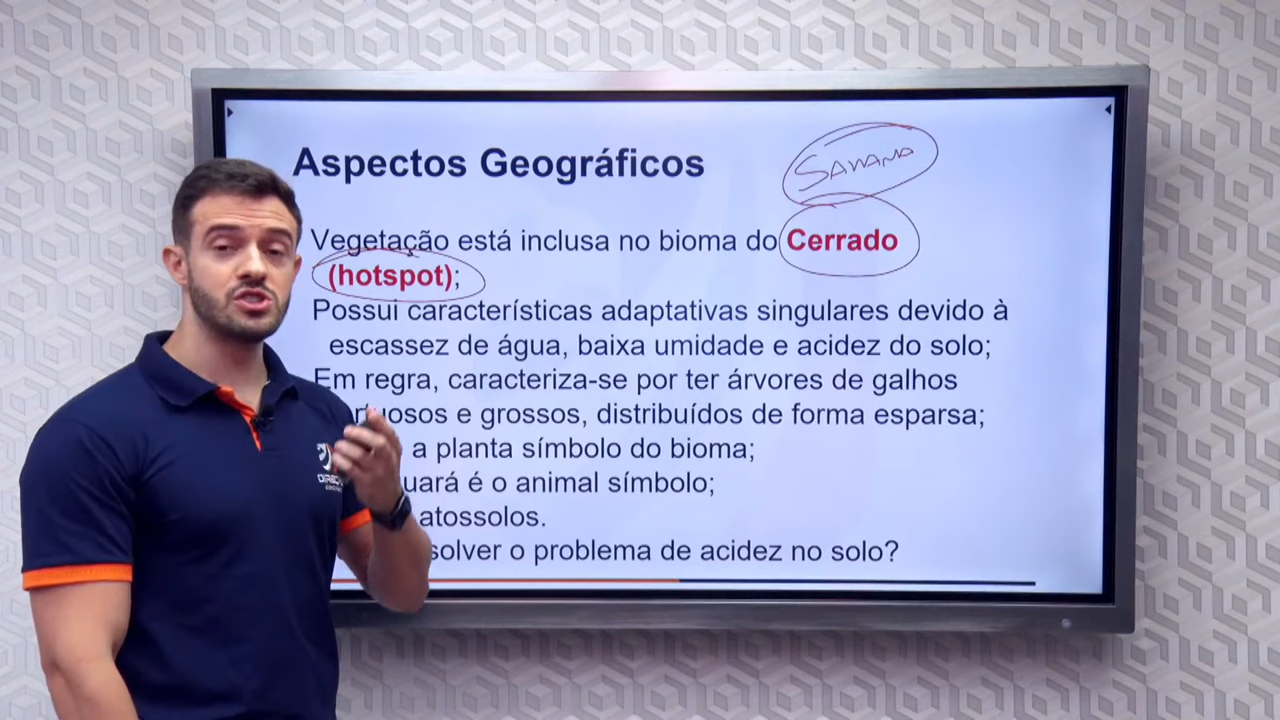 Aspectos Geográficos
SAVANA
Vegetação está inclusa no bioma do Cerrado
(hotspot);
Possui características adaptativas singulares devido à
escassez de água, baixa umidade e acidez do solo;
Em regra, caracteriza-se por ter árvores de galhos
tuosos e grossos, distribuídos de forma esparsa;
a planta símbolo do bioma;
uará é o animal símbolo;
atossolos.
solver o problema de acidez no solo?